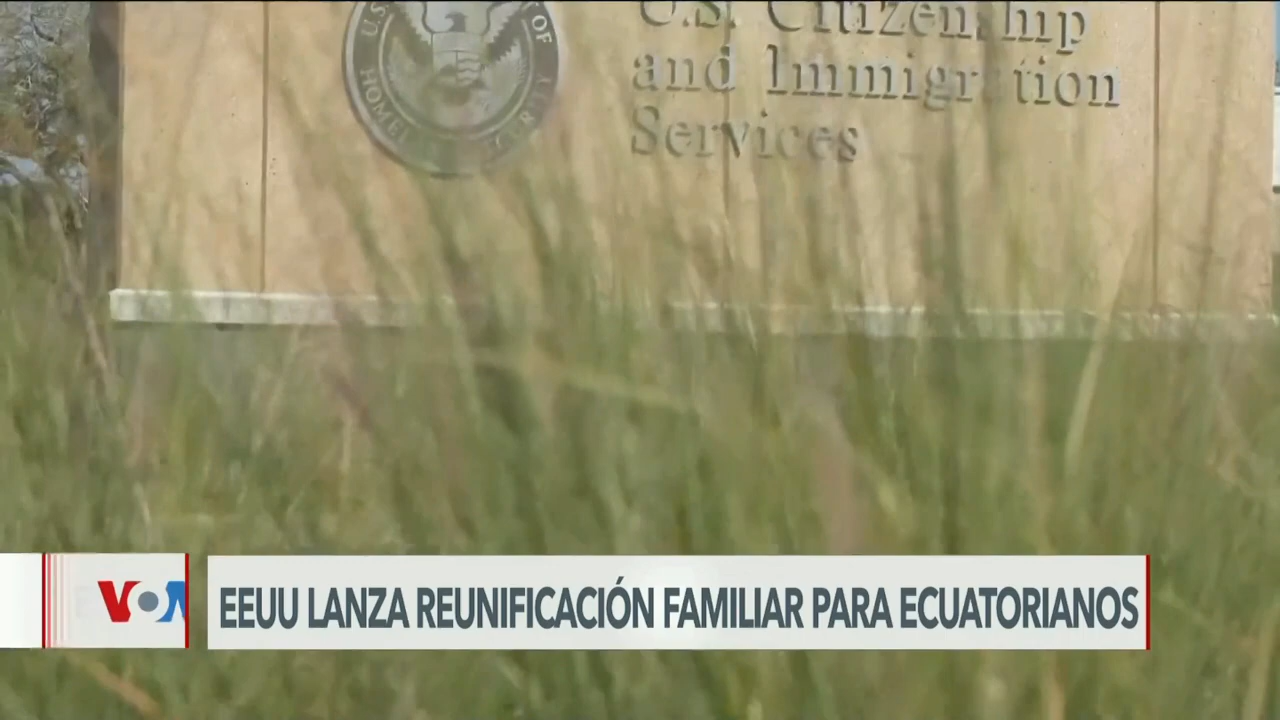 U.S. Citizenship
and Immigration
Services
VOA
EEUU LANZA REUNIFICACIÓN FAMILIAR PARA ECUATORIANOS